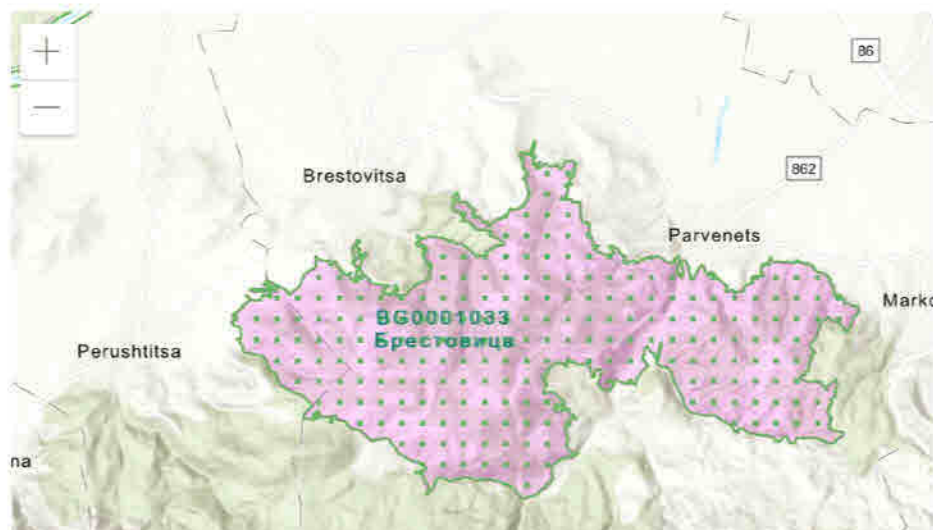 +
86
862
Brestovitsa
Parvenets
BG0001033
Брестовица
Marko
Perushtitsa
na
−